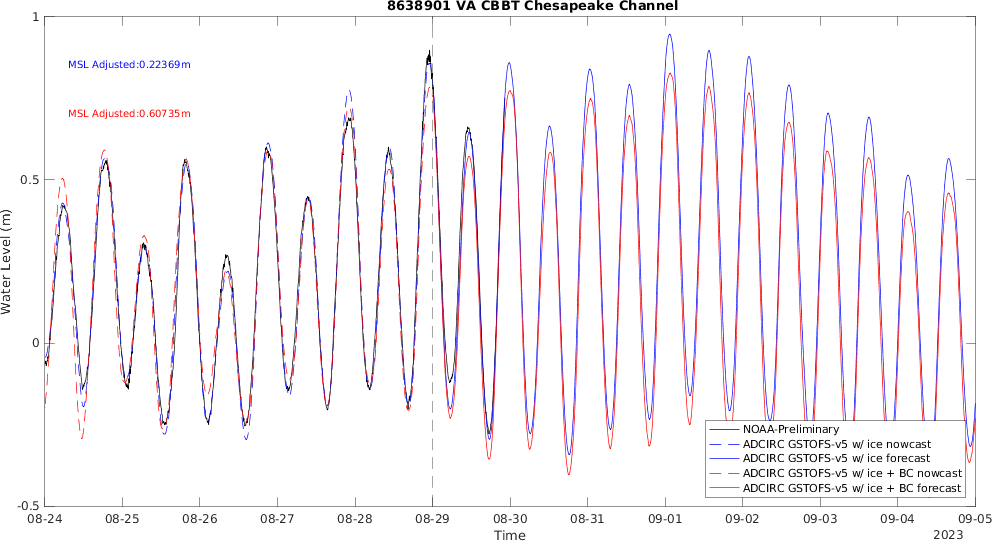 8638901 VA CBBT Chesapeake Channel
MSL Adjusted:0.22369m
MSL Adjusted:0.60735m
Water Level (m)
1
0.5
0
-0.5
NOAA-Preliminary
ADCIRC GSTOFS-v5 w/ ice nowcast
ADCIRC GSTOFS-v5 w/ ice forecast
ADCIRC GSTOFS-v5 w/ ice + BC nowcast
ADCIRC GSTOFS-v5 w/ ice + BC forecast
08-24 08-25 08-26 08-27 08-28 08-29 08-30 08-31 09-01 09-02 09-03 09-04 09-05
Time
2023